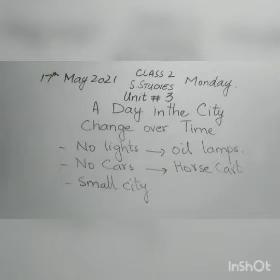 17th May 2021 CLASS 2 Monday.
S.STUDIES
Unit # 3
A Day in the City
Change over Time
- No lights → oil lamps.
- No Cars → Horse Cart
- Small city
InShOt